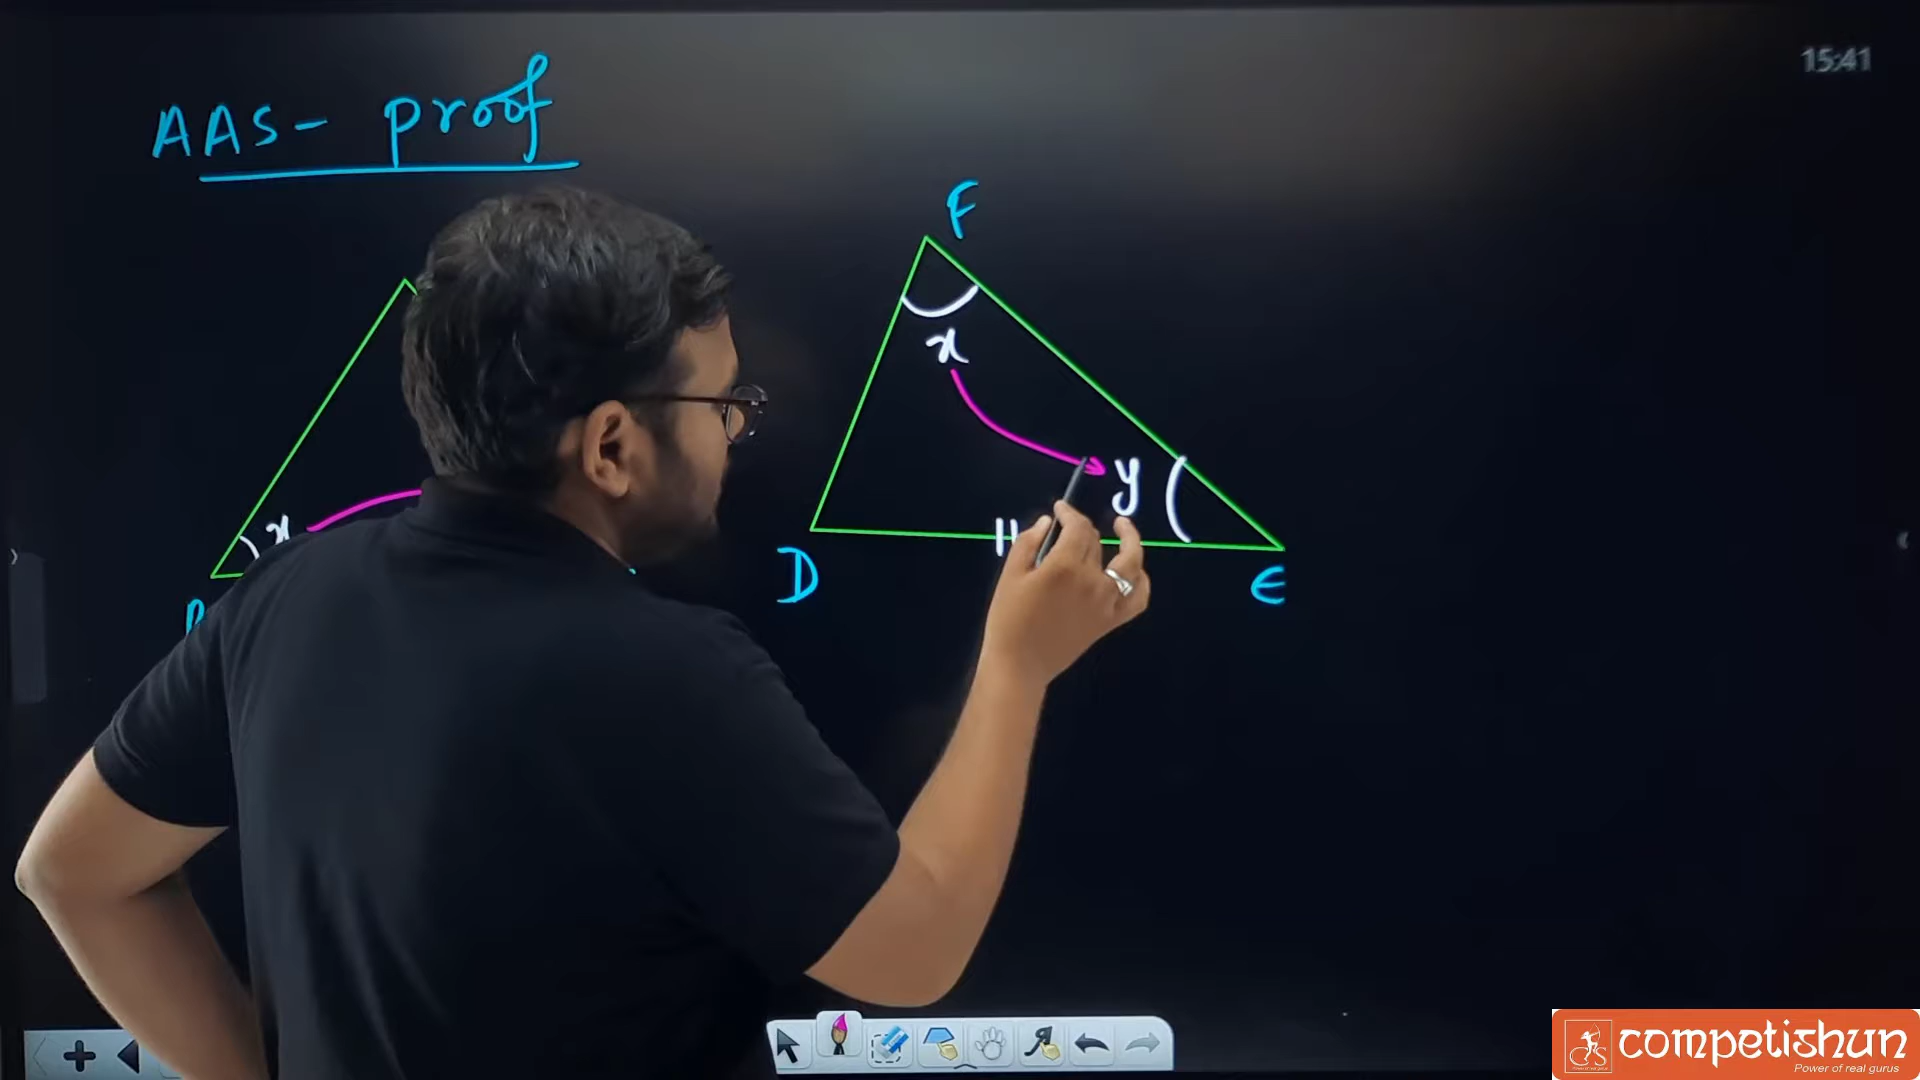 15:41
AAS- proof
F
x
y
x
D
E
competishun
Power of real gurus